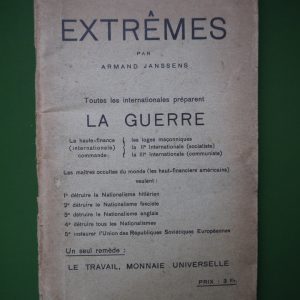 EXTRÊMES
PAR
ARMAND JANSSENS
Toutes les internationales préparent
LA GUERRE
La haute-finance
(internationale)
commande:
les loges maçonniques
la IIe Internationale (socialiste)
la IIIe Internationale (communiste)
Les maîtres occultes du monde (les haut-financiers américains)
veulent:
1° détruire le Nationalisme hitlérien
2° détruire le Nationalisme fasciste
3° détruire le Nationalisme anglais
4° détruire tous les Nationalismes
5° instaurer l'Union des Républiques Soviétiques Européennes
Un seul remède:
LE TRAVAIL, MONNAIE UNIVERSELLE
PRIX: 3 Fr.